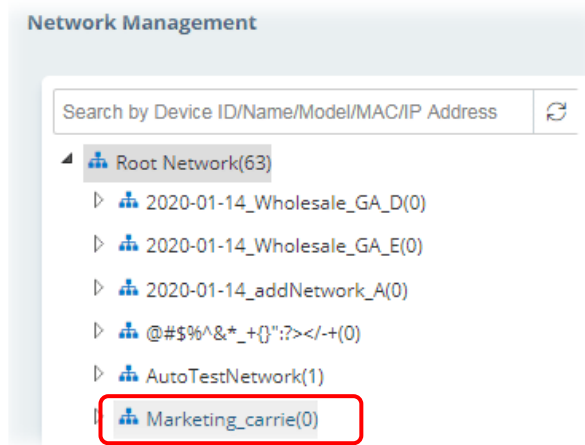 Network Management
Search by Device ID/Name/Model/MAC/IP Address
Root Network(63)
2020-01-14_Wholesale_GA_D(0)
2020-01-14_Wholesale_GA_E(0)
2020-01-14_addNetwork_A(0)
@#$%^&*_+{}":?></-+(0)
AutoTestNetwork(1)
Marketing_carrie(0)